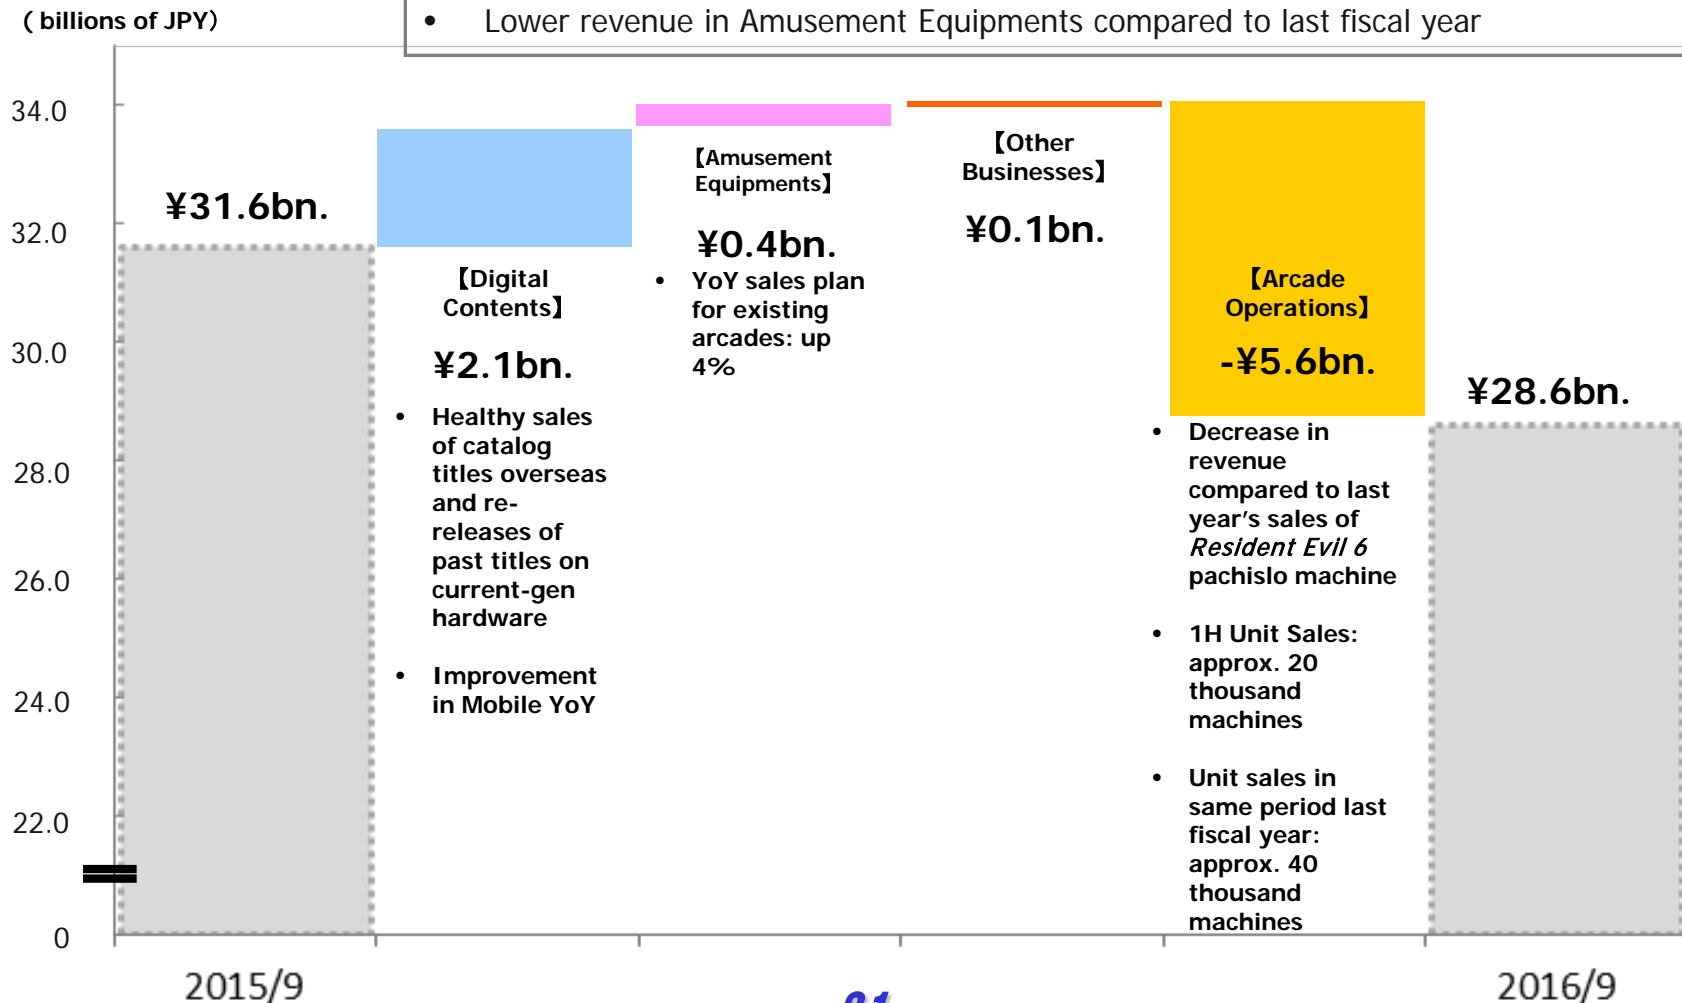 ( billions of JPY)
• Lower revenue in Amusement Equipments compared to last fiscal year
34.0
32.0
30.0
28.0
26.0
24.0
22.0
0
¥31.6bn.
2015/9
【Digital
Contents】
¥2.1bn.
• Healthy sales
of catalog
titles overseas
and re-
releases of
past titles on
current-gen
hardware
• Improvement
in Mobile YoY
【Amusement
Equipments】
¥0.4bn.
• YoY sales plan
for existing
arcades: up
4%
【Other
Businesses】
¥0.1bn.
【Arcade
Operations】
-¥5.6bn.
• Decrease in
revenue
compared to last
year's sales of
Resident Evil 6
pachislo machine
• 1H Unit Sales:
approx. 20
thousand
machines
• Unit sales in
same period last
fiscal year:
approx. 40
thousand
machines
¥28.6bn.
2016/9